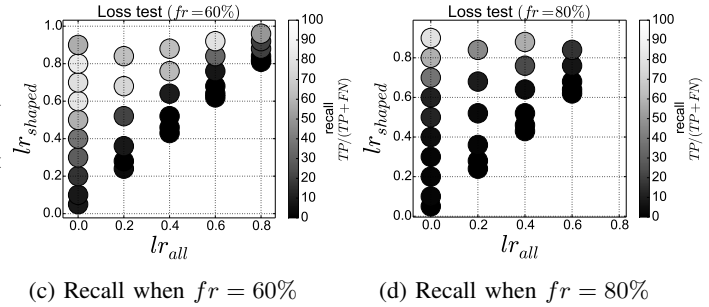 Loss test (fr=60%)
lr_shaped
1.0
0.8
0.6
0.4
0.2
0.0
0.0 0.2 0.4 0.6 0.8
lr_all
100
90
80
70
60
50
40
30
20
10
0
recall
TP/(TP+FN)
(c) Recall when fr = 60%
Loss test (fr=80%)
lr_shaped
0.8
0.6
0.4
0.2
0.0
0.0 0.2 0.4 0.6 0.8
lr_all
100
90
80
70
60
50
40
30
20
10
0
recall
TP/(TP+FN)
(d) Recall when fr = 80%